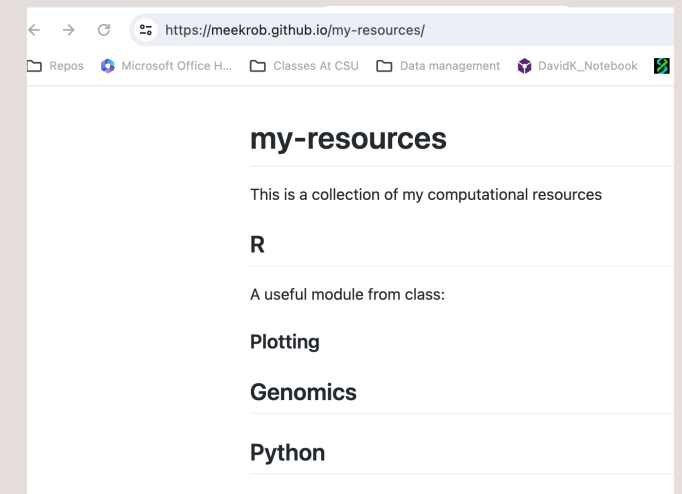 https://meekrob.github.io/my-resources/
Repos Microsoft Office H... Classes At CSU Data management DavidK_Notebook
my-resources
This is a collection of my computational resources
R
A useful module from class:
Plotting
Genomics
Python